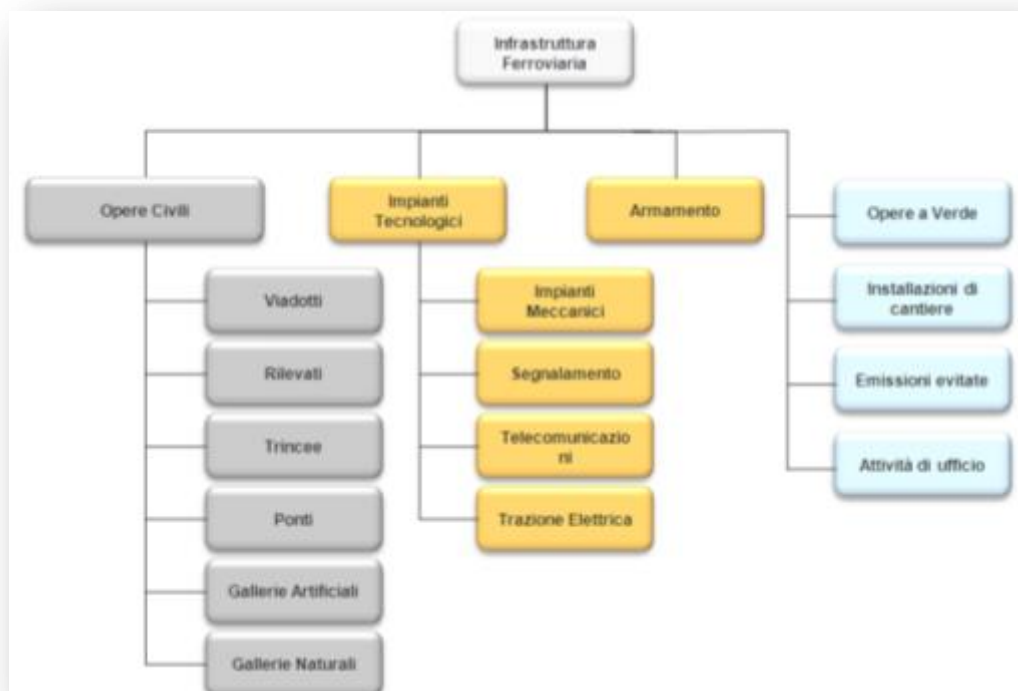 Infrastruttura
Ferroviaria
Opere Civili
Impianti
Tecnologici
Armamento
Opere a Verde
Installazioni di
cantiere
Emissioni evitate
Attività di ufficio
Viadotti
Rilevati
Trincee
Ponti
Gallerie Artificiali
Gallerie Naturali
Impianti
Meccanici
Segnalamento
Telecomunicazio
ni
Trazione Elettrica